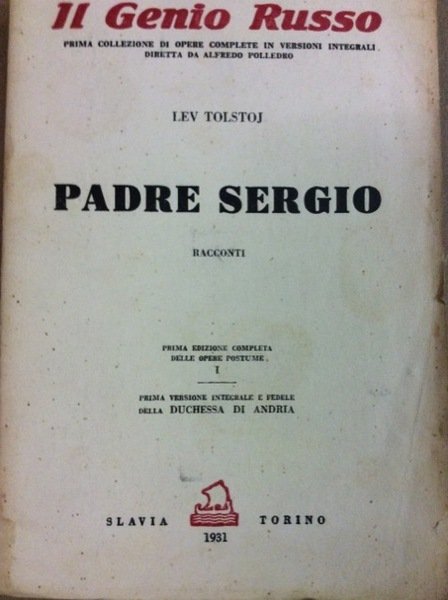 Il Genio Russo
PRIMA COLLEZIONE DI OPERE COMPLETE IN VERSIONI INTEGRALI
DIRETTA DA ALFREDO POLLEDRO
LEV TOLSTOJ
PADRE SERGIO
RACCONTI
PRIMA EDIZIONE COMPLETA
DELLE OPERE POSTUME
I
PRIMA VERSIONE INTEGRALE E FEDELE
DELLA DUCHESSA DI ANDRIA
SLAVIA TORINO
1931